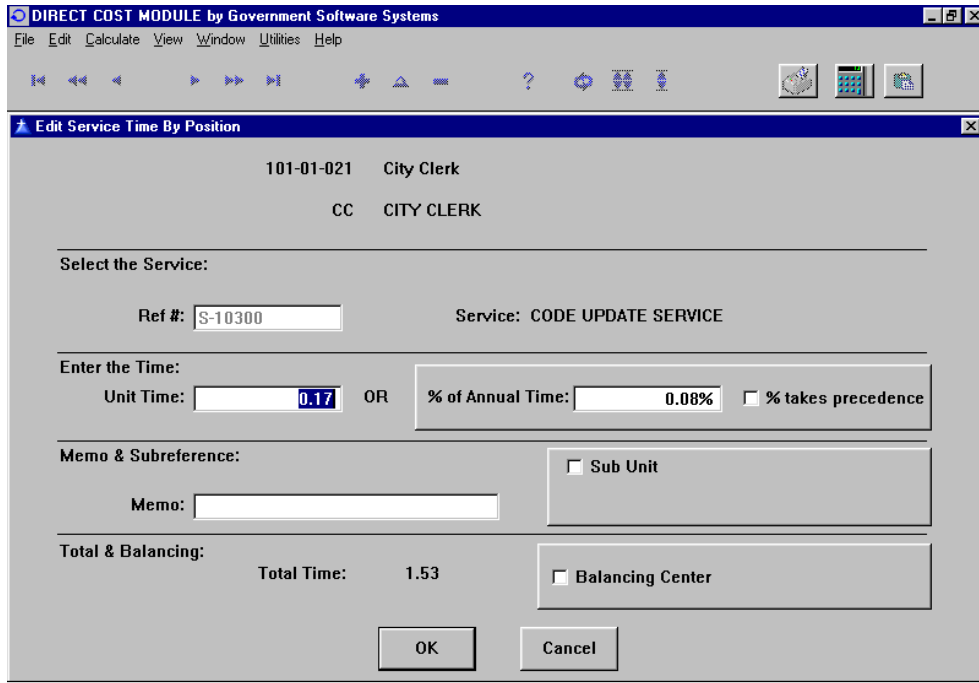 DIRECT COST MODULE by Government Software Systems
File Edit Calculate View Window Utilities Help
?
Edit Service Time By Position
101-01-021 City Clerk
CC CITY CLERK
Select the Service:
Ref #: S-10300 Service: CODE UPDATE SERVICE
Enter the Time:
Unit Time: 0.17 OR % of Annual Time: 0.08% % takes precedence
Memo & Subreference:
Sub Unit
Memo:
Total & Balancing:
Total Time: 1.53
Balancing Center
OK Cancel